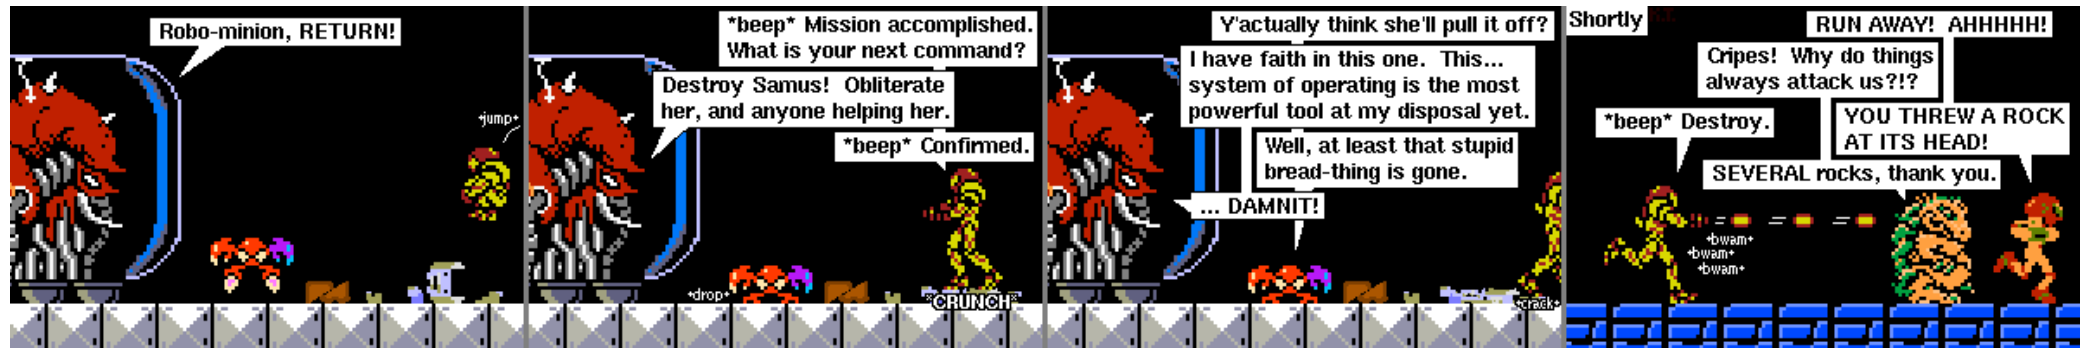 Robo-minion, RETURN!
*jump*
*beep* Mission accomplished.
What is your next command?
Destroy Samus! Obliterate
her, and anyone helping her.
*beep* Confirmed.
*drop*
*CRUNCH*
Y'actually think she'll pull it off?
I have faith in this one. This...
system of operating is the most
powerful tool at my disposal yet.
Well, at least that stupid
bread-thing is gone.
... DAMNIT!
*crack*
Shortly
RUN AWAY! AHHHHH!
Cripes! Why do things
always attack us?!?
YOU THREW A ROCK
AT ITS HEAD!
*beep* Destroy.
SEVERAL rocks, thank you.
*bwam*
*bwam*
*bwam*